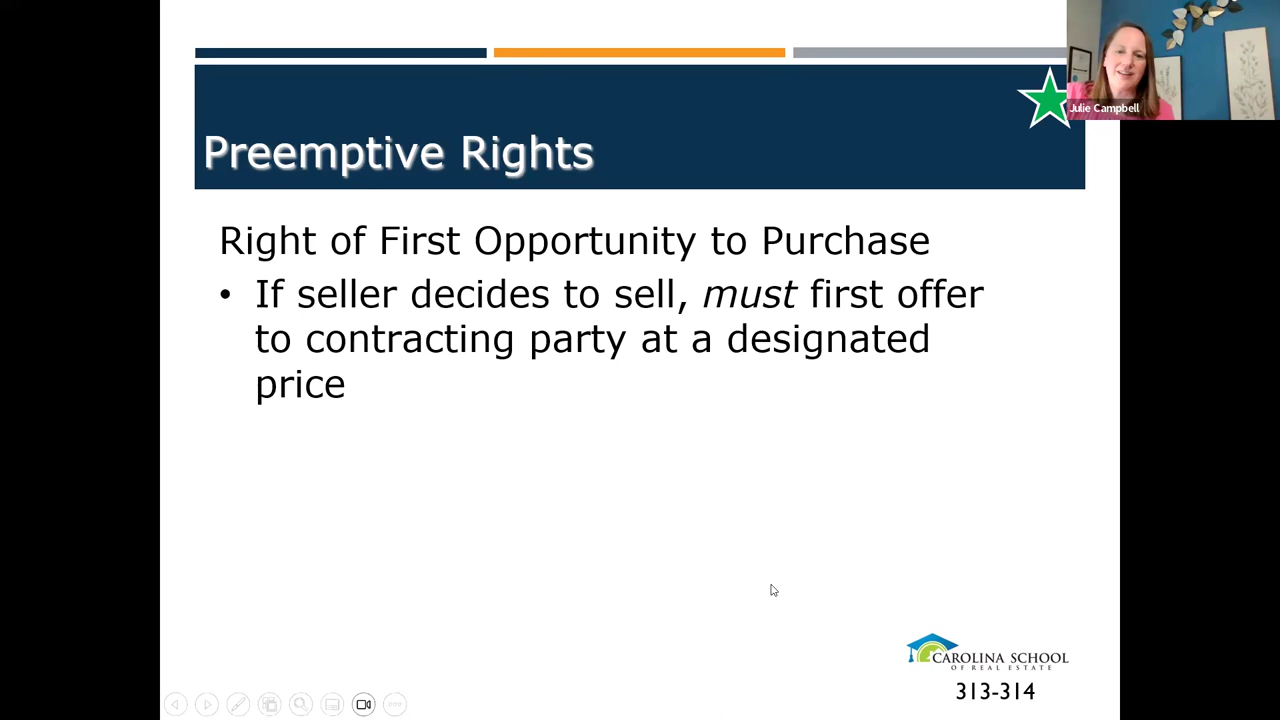 Julie Campbell
Preemptive Rights
Right of First Opportunity to Purchase
• If seller decides to sell, must first offer
to contracting party at a designated
price
CAROLINA SCHOOL
OF REAL ESTATE
313-314